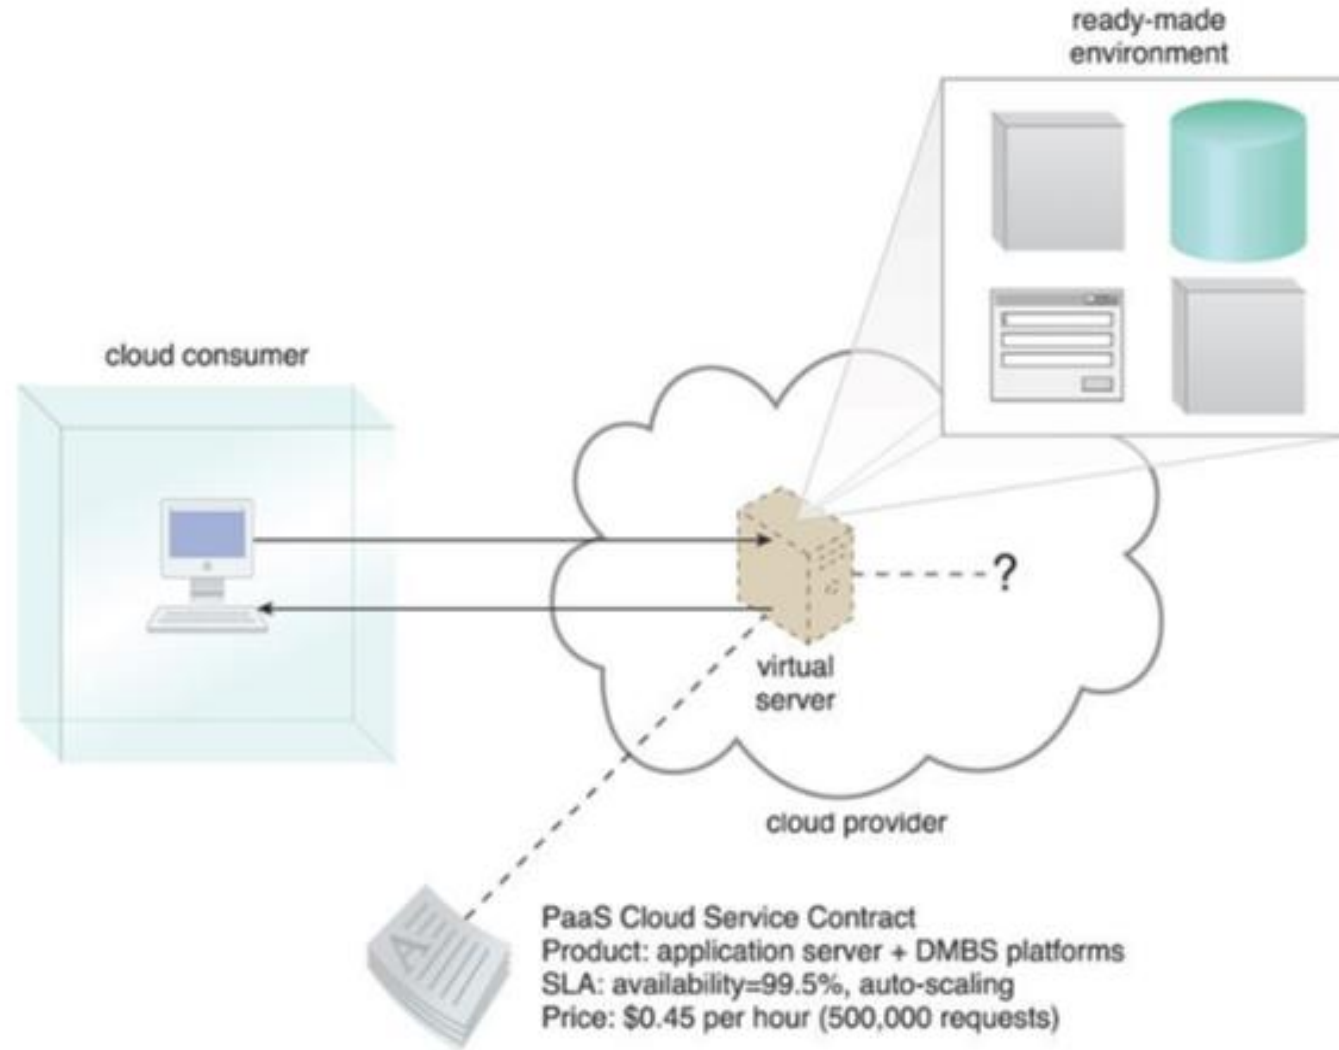 ready-made
environment
cloud consumer
?
virtual
server
cloud provider
A
PaaS Cloud Service Contract
Product: application server + DMBS platforms
SLA: availability=99.5%, auto-scaling
Price: $0.45 per hour (500,000 requests)